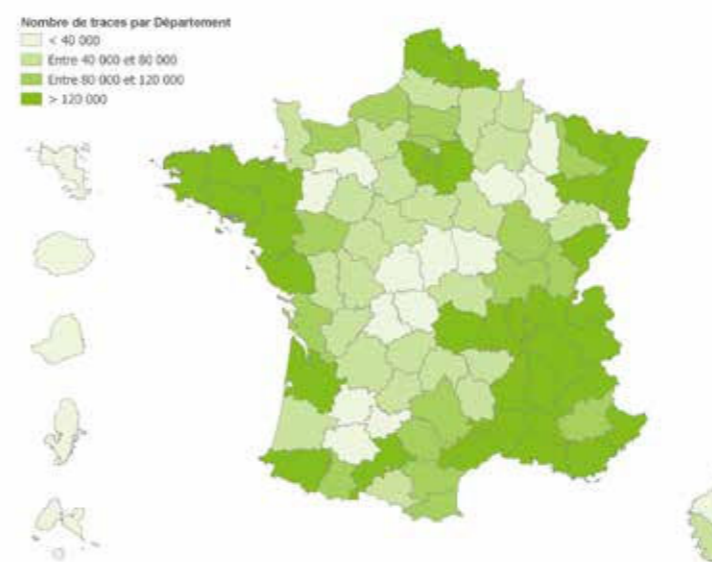 Nombre de traces par Département
< 40 000
Entre 40 000 et 80 000
Entre 80 000 et 120 000
> 120 000